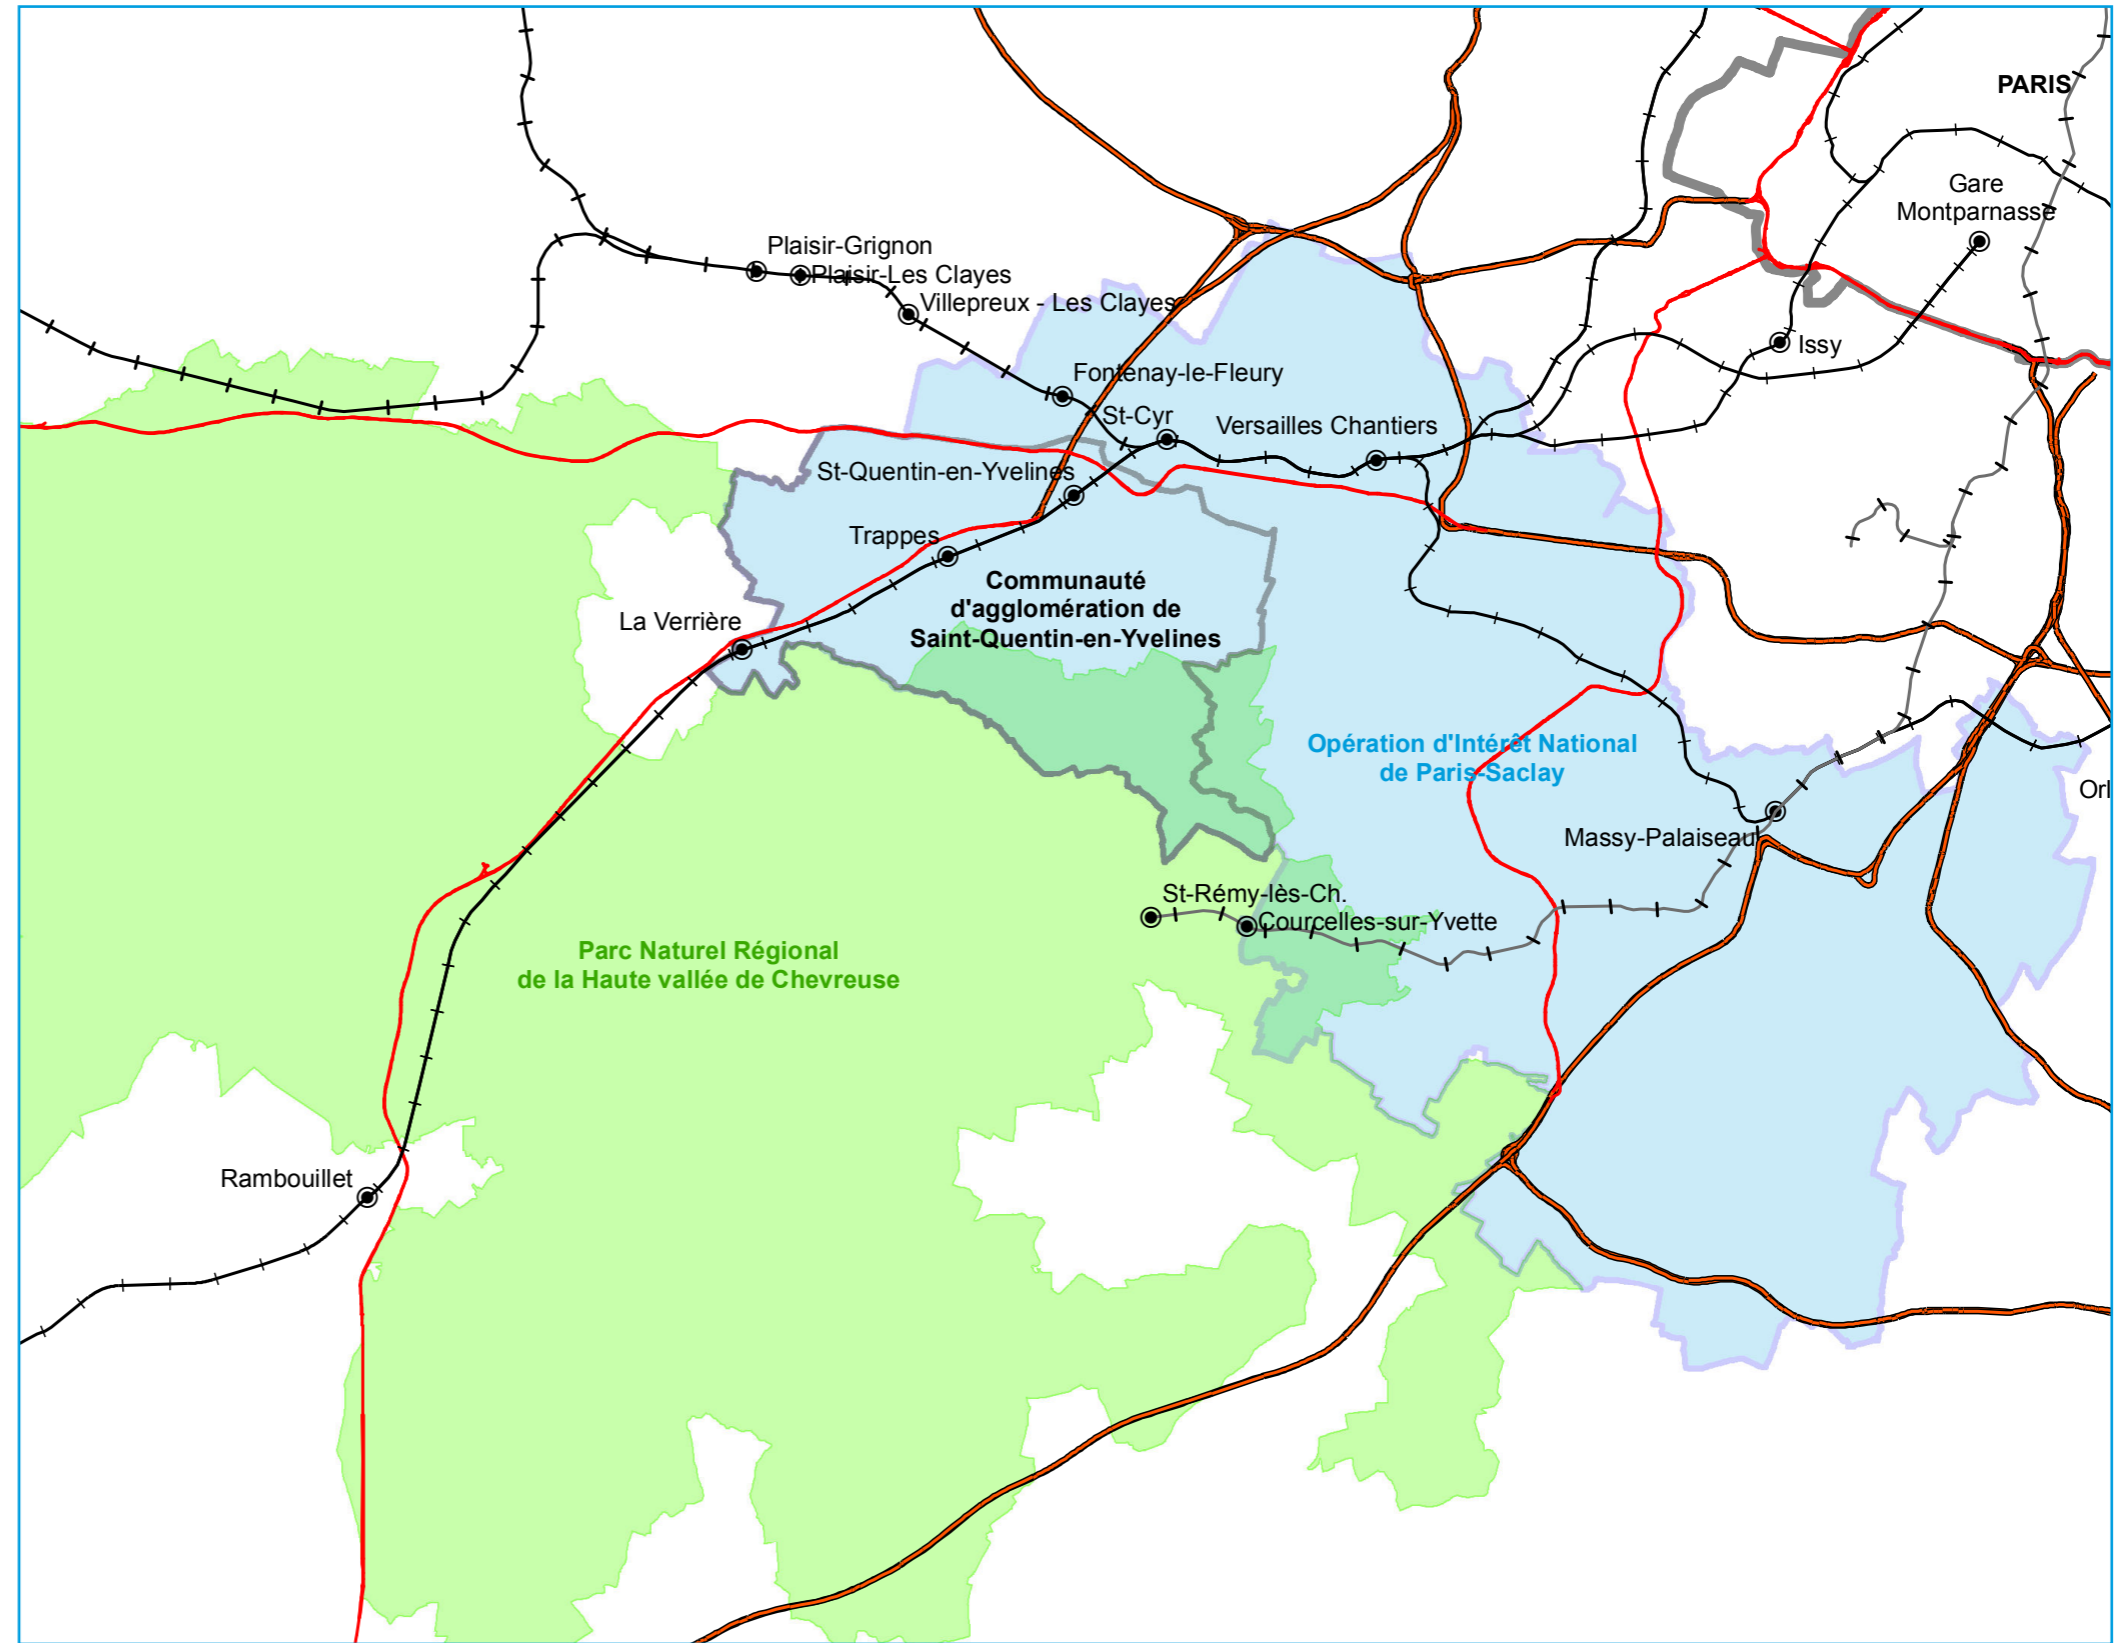 PARIS
Gare
Montparnasse
Plaisir-Grignon
Plaisir-Les Clayes
Villepreux - Les Clayes
Issy
Fontenay-le-Fleury
St-Cyr
Versailles Chantiers
St-Quentin-en-Yvelines
Trappes
Communauté
d'agglomération de
Saint-Quentin-en-Yvelines
La Verrière
Opération d'Intérêt National
de Paris-Saclay
Orl
Massy-Palaiseau
St-Rémy-lès-Ch.
Courcelles-sur-Yvette
Parc Naturel Régional
de la Haute vallée de Chevreuse
Rambouillet